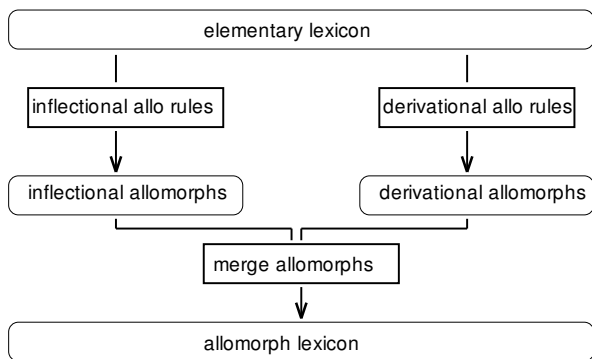 elementary lexicon
inflectional allo rules
derivational allo rules
inflectional allomorphs
derivational allomorphs
merge allomorphs
allomorph lexicon